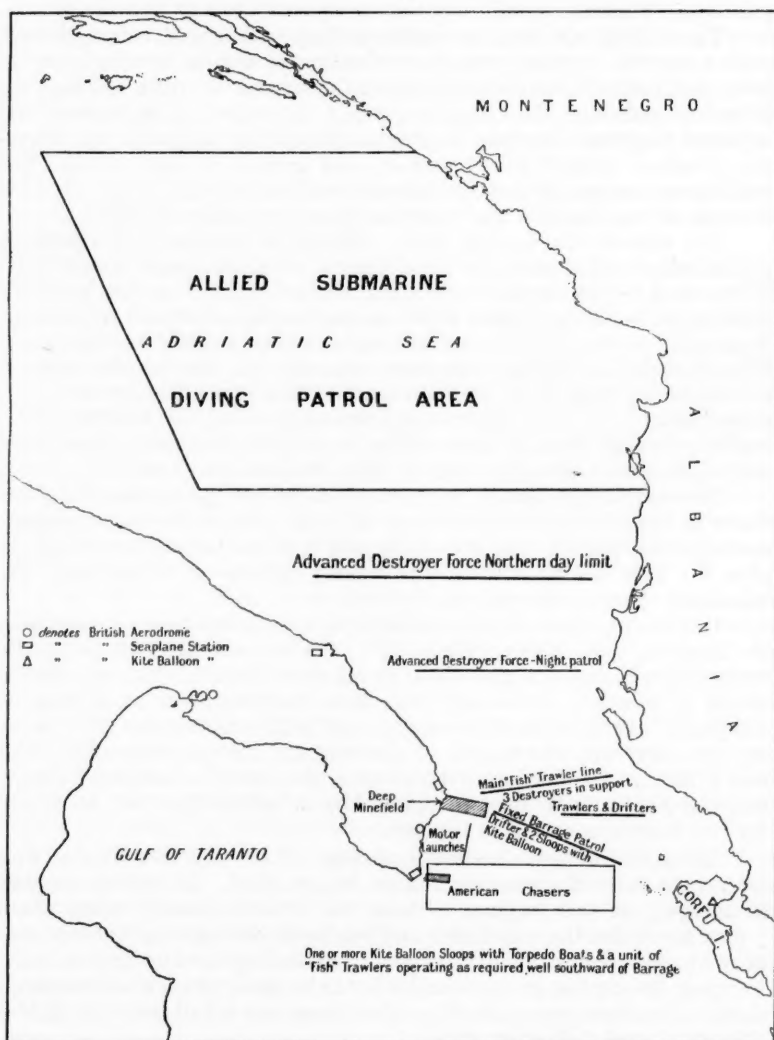 MONTENEGRO
ALLIED SUBMARINE
ADRIATIC SEA
DIVING PATROL AREA
ALBANIA
Advanced Destroyer Force Northern day limit
○ denotes British Aerodrome
▭ " " Seaplane Station
△ " " Kite Balloon "
Advanced Destroyer Force-Night patrol
Main "Fish" Trawler line
3 Destroyers in support
Trawlers & Drifters
Deep
Minefield
Fixed Barrage Patrol
Drifter & 2 Sloops with
Kite Balloon
Motor
Launches
GULF OF TARANTO
American Chasers
CORFU I.
One or more Kite Balloon Sloops with Torpedo Boats & a unit of
"Fish" Trawlers operating as required, well southward of Barrage